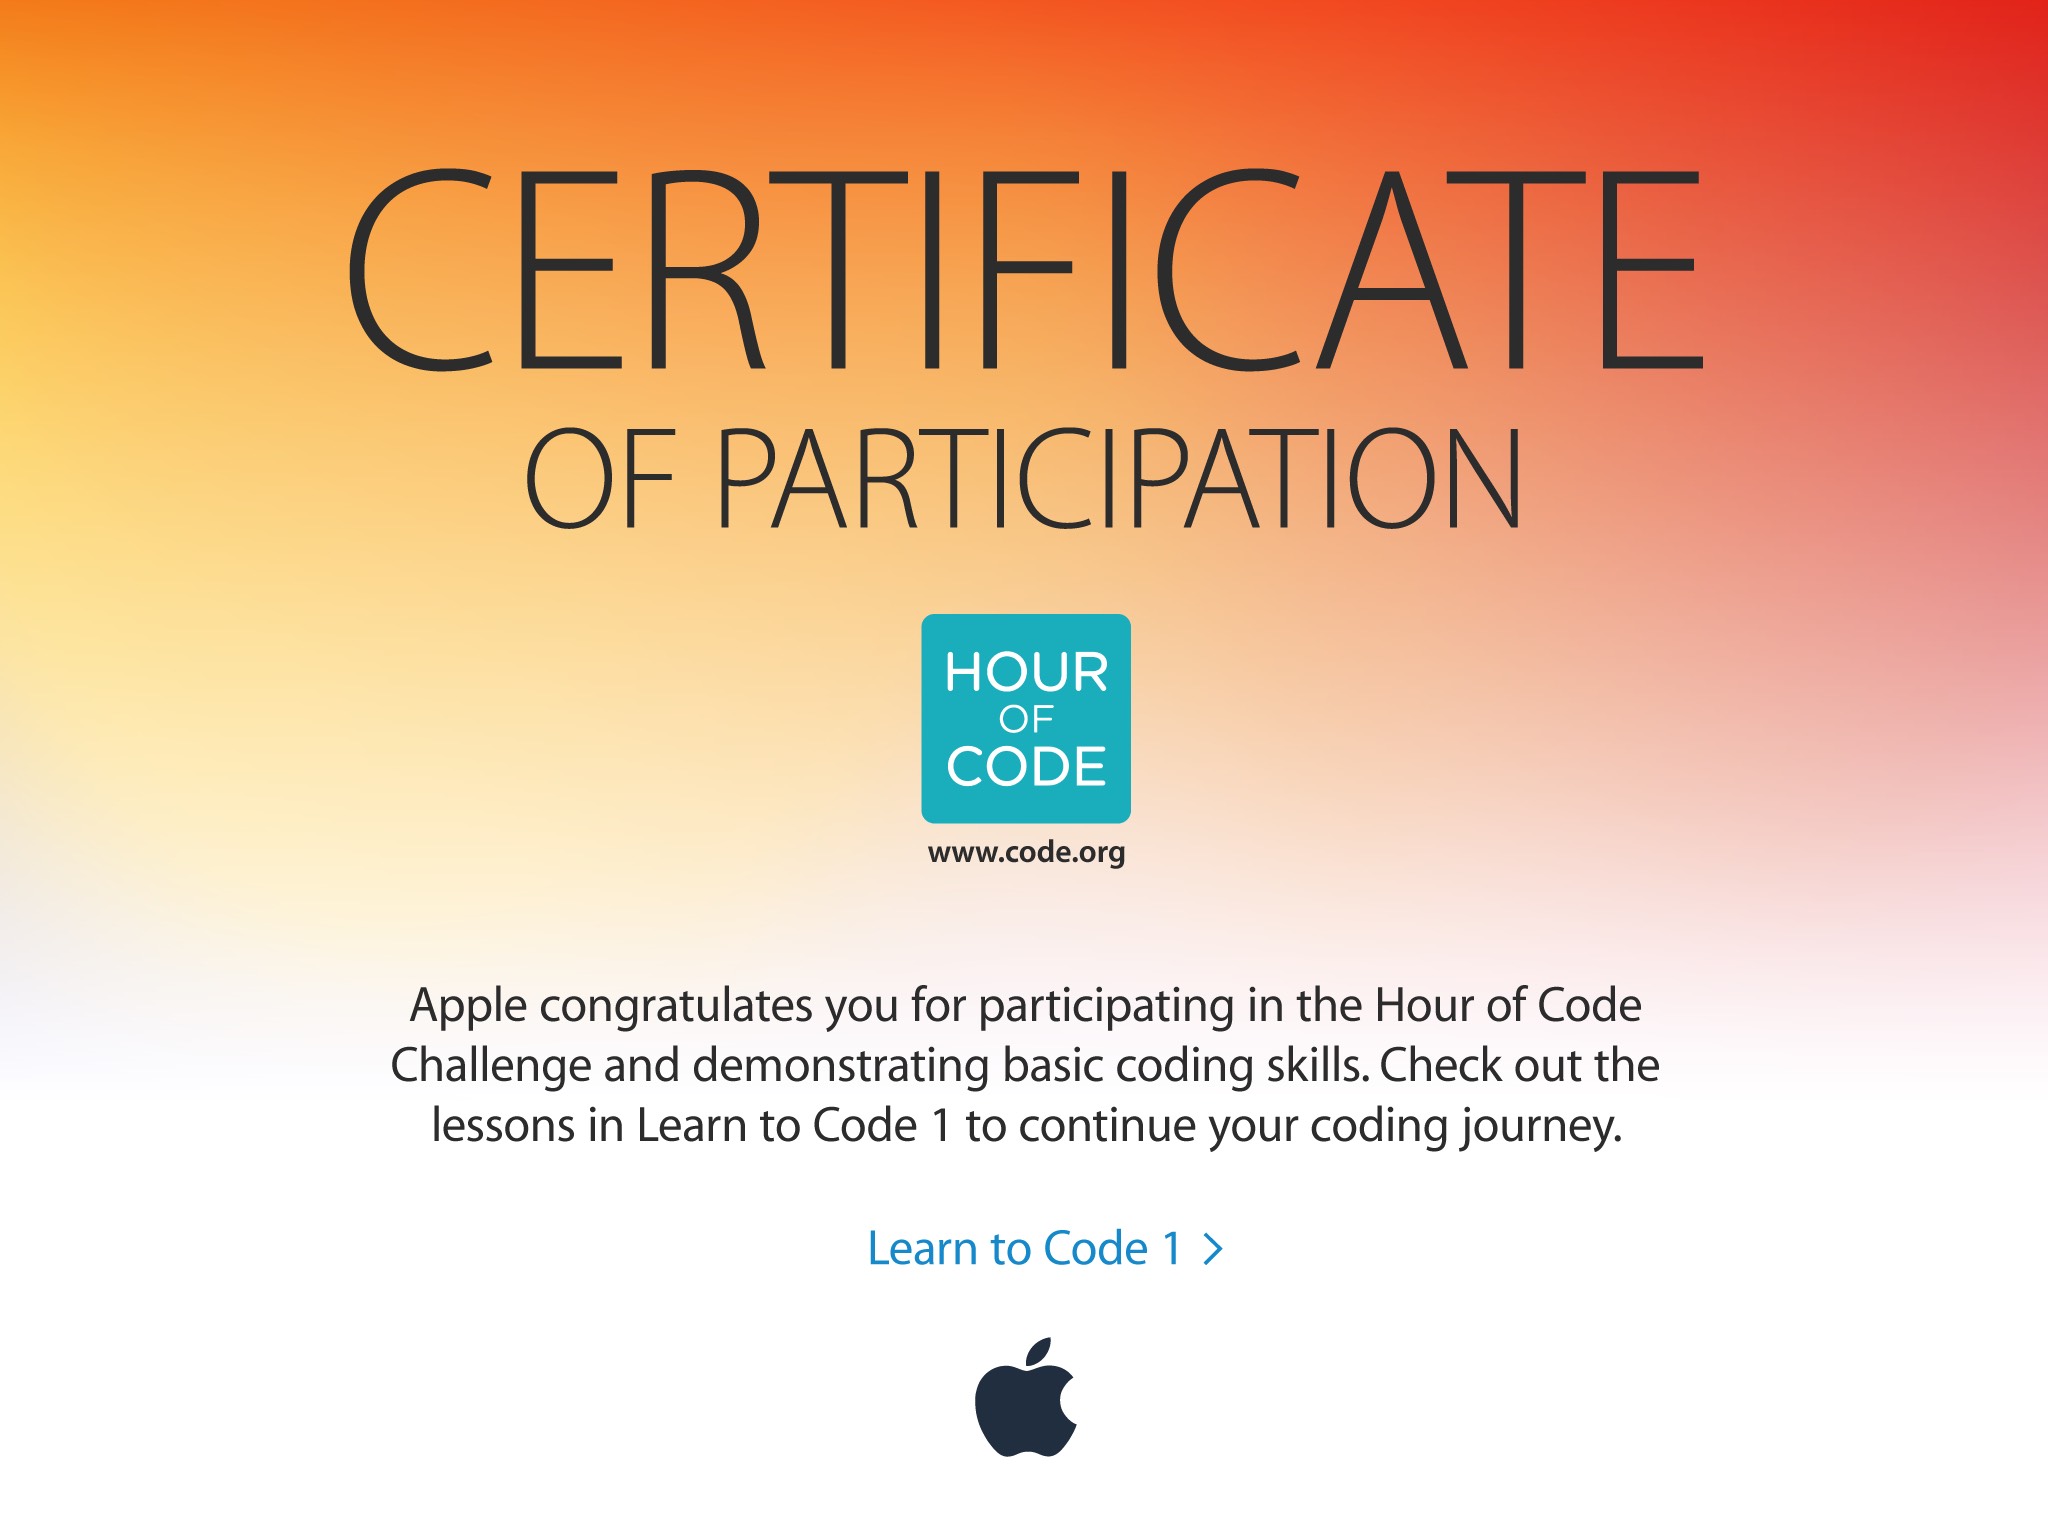 CERTIFICATE
OF PARTICIPATION
HOUR
OF
CODE
www.code.org
Apple congratulates you for participating in the Hour of Code
Challenge and demonstrating basic coding skills. Check out the
lessons in Learn to Code 1 to continue your coding journey.
Learn to Code 1 >